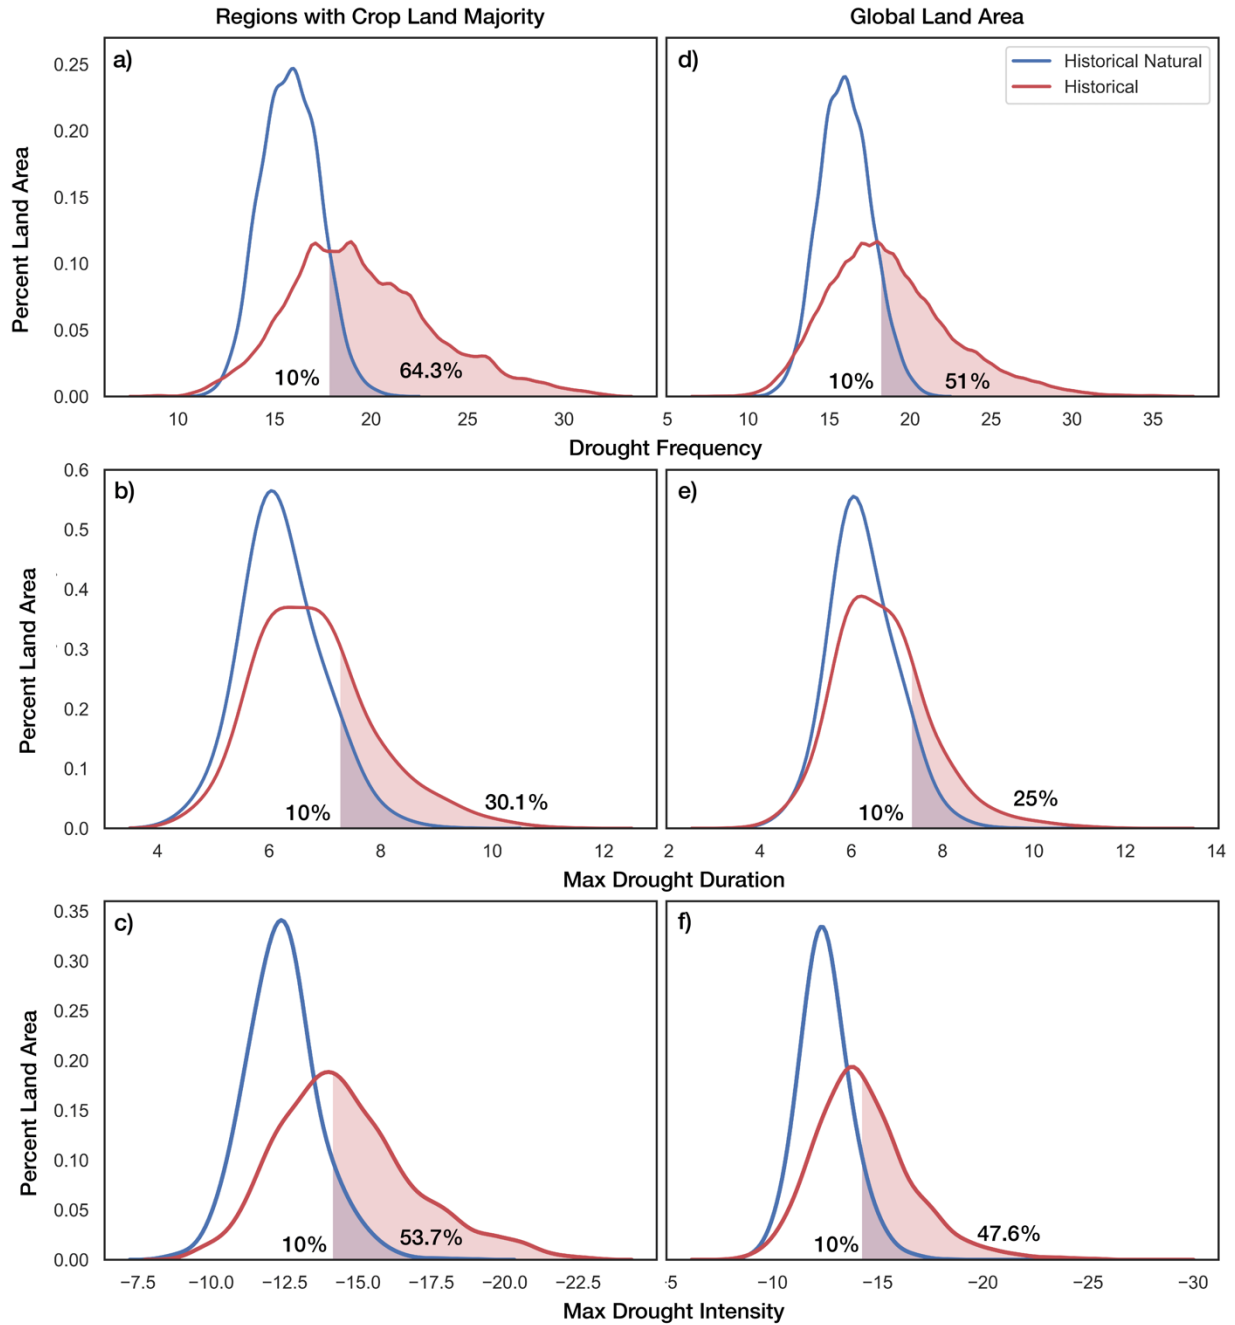 Regions with Crop Land Majority
Global Land Area
a)
Percent Land Area
0.25
0.20
0.15
0.10
0.05
0.00
10%
64.3%
10 15 20 25 30
d)
Historical Natural
Historical
10%
51%
5 10 15 20 25 30 35
Drought Frequency
b)
Percent Land Area
0.6
0.5
0.4
0.3
0.2
0.1
0.0
10%
30.1%
4 6 8 10 12
e)
10%
25%
2 4 6 8 10 12 14
Max Drought Duration
c)
Percent Land Area
0.35
0.30
0.25
0.20
0.15
0.10
0.05
0.00
10%
53.7%
−7.5 −10.0 −12.5 −15.0 −17.5 −20.0 −22.5
f)
10%
47.6%
-5 −10 −15 −20 −25 −30
Max Drought Intensity